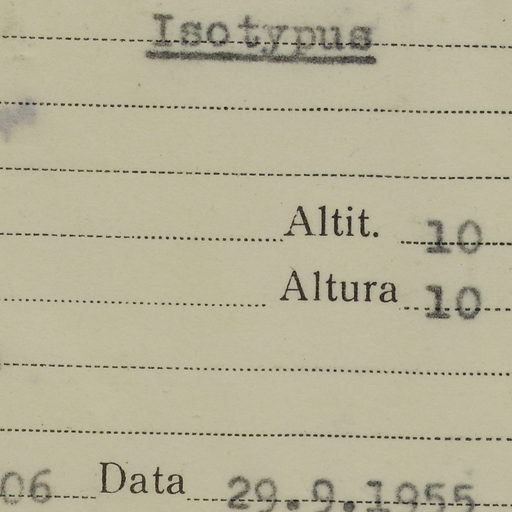 Isotypus
Altit. 10
Altura 10
06 Data 29.9.1955